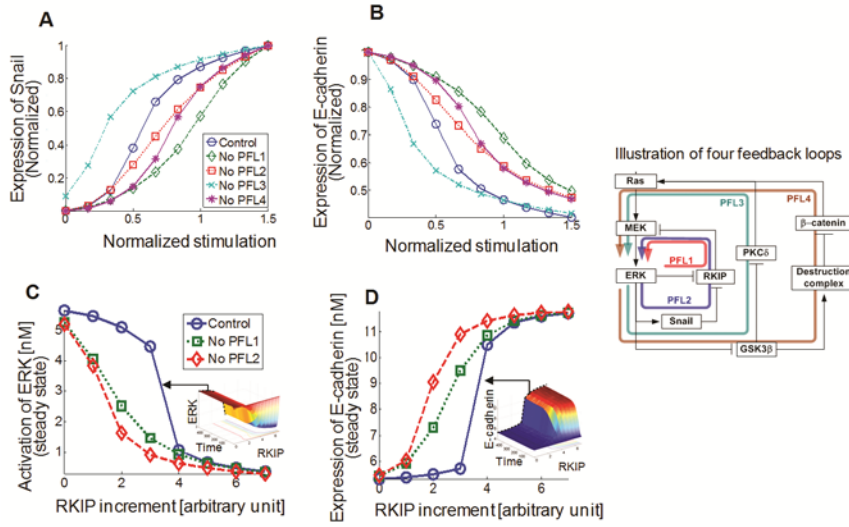 A
Expression of Snail
(Normalized)
1
0.8
0.6
0.4
0.2
0
0.5
1.0
1.5
Normalized stimulation
Control
No PFL1
No PFL2
No PFL3
No PFL4
B
Expression of E-cadherin
(Normalized)
0.9
0.8
0.7
0.6
0.5
0
0.5
1.0
1.5
Normalized stimulation
Illustration of four feedback loops
Ras
PFL4
PFL3
β-catenin
MEK
PKCδ
PFL1
ERK
RKIP
Destruction
complex
PFL2
Snail
GSK3β
C
Activation of ERK [nM]
(steady state)
5
4
3
2
1
0
2
4
6
RKIP increment [arbitrary unit]
Control
No PFL1
No PFL2
ERK
Time
RKIP
D
Expression of E-cadherin [nM]
(steady state)
11
10
9
8
7
6
5
0
2
4
6
RKIP increment [arbitrary unit]
E-cadherin
Time
RKIP